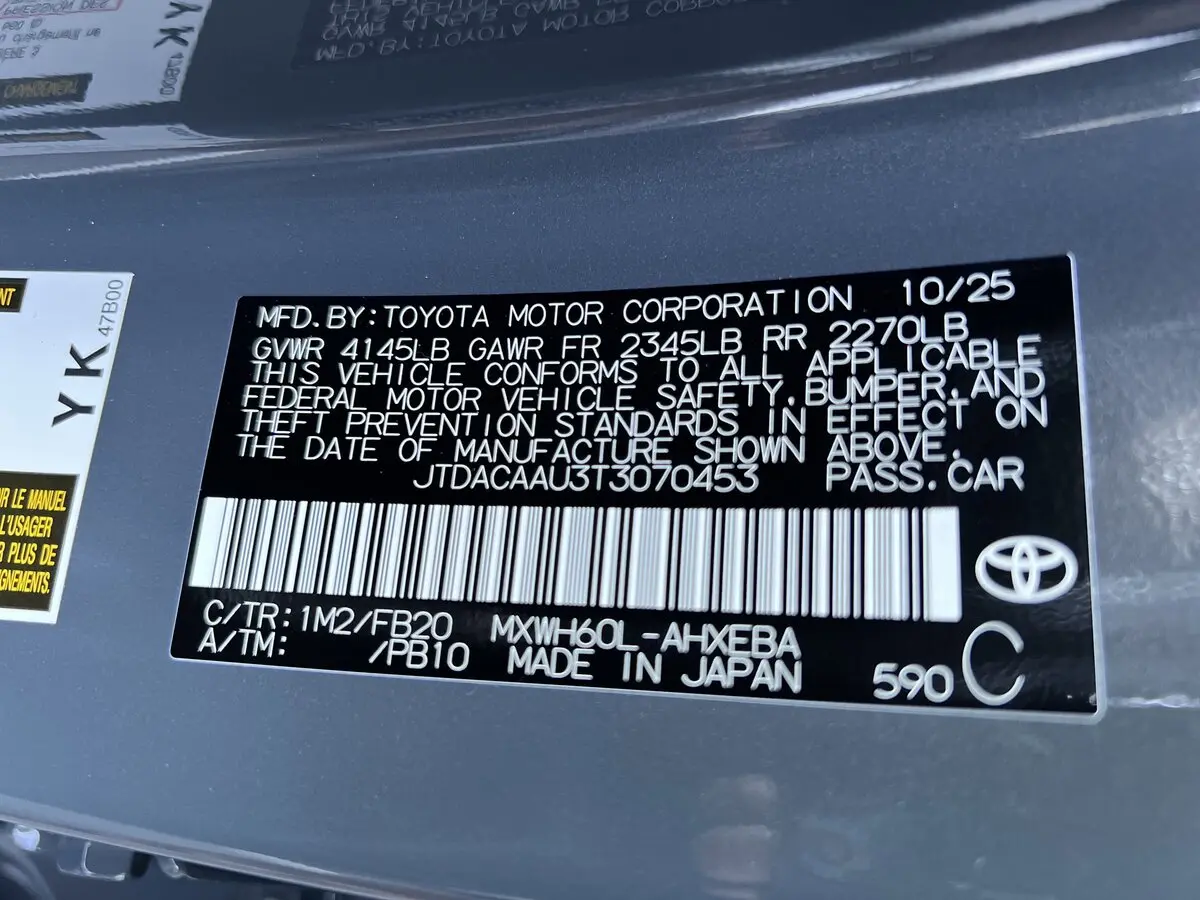 MFD.BY:TOYOTA MOTOR CORPORATION 10/25
GVWR 4145LB GAWR FR 2345LB RR 2270LB
THIS VEHICLE CONFORMS TO ALL APPLICABLE
FEDERAL MOTOR VEHICLE SAFETY,BUMPER,AND
THEFT PREVENTION STANDARDS IN EFFECT ON
THE DATE OF MANUFACTURE SHOWN ABOVE.
JTDACAAU3T3070453 PASS.CAR
C/TR:1M2/FB20 MXWH60L-AHXEBA
A/TM: /PB10 MADE IN JAPAN
590 C
NT
YK 47B00
LE MANUEL
L'USAGER
PLUS DE
MFD.BY:TOYOTA MOTOR